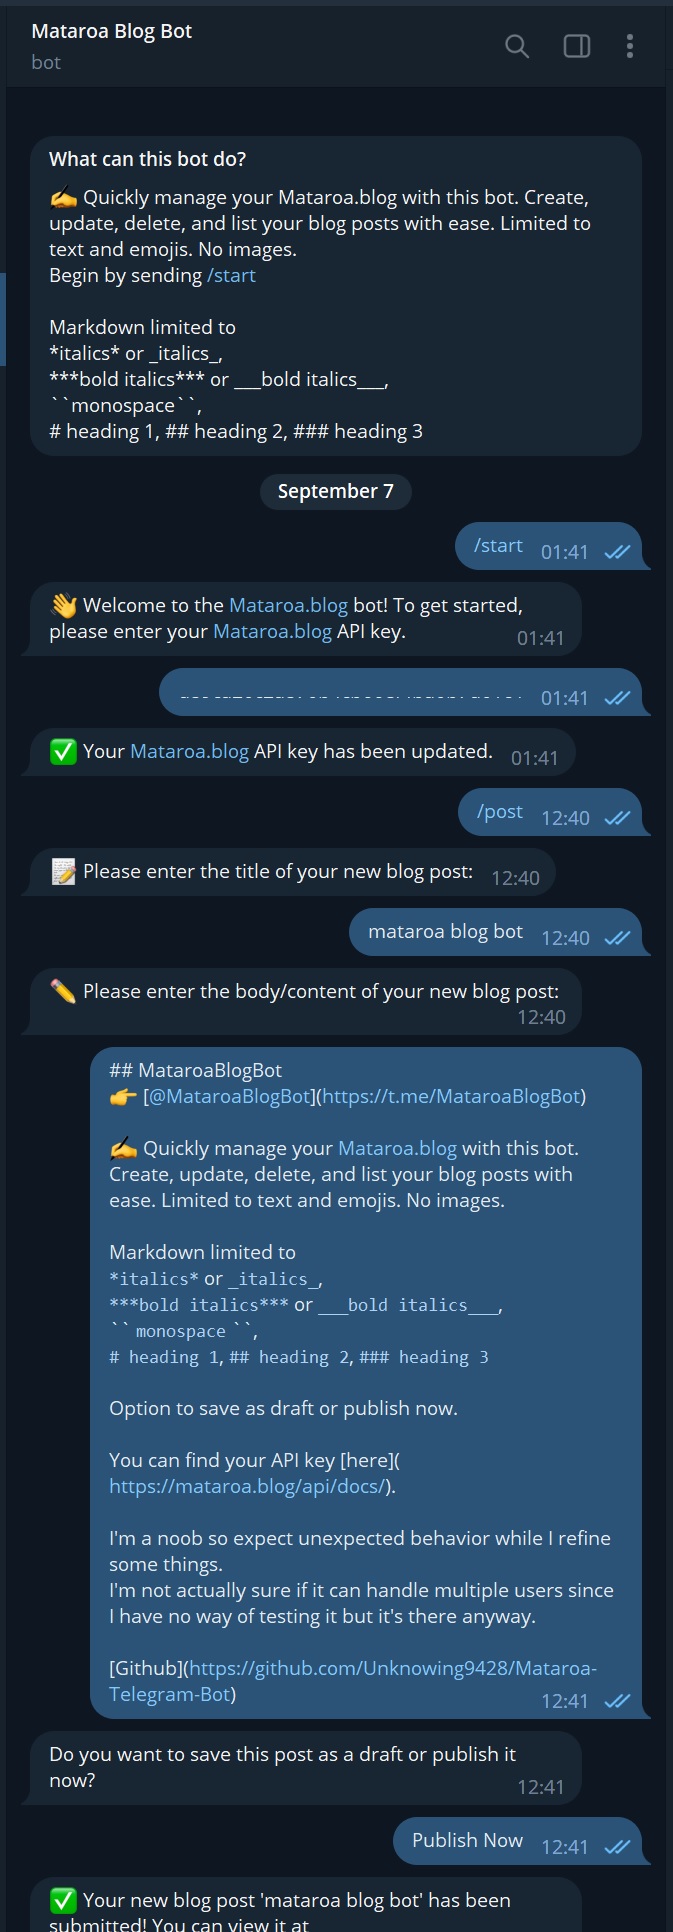 Mataroa Blog Bot
bot
What can this bot do?
✍️ Quickly manage your Mataroa.blog with this bot. Create,
update, delete, and list your blog posts with ease. Limited to
text and emojis. No images.
Begin by sending /start
Markdown limited to
*italics* or _italics_,
***bold italics*** or ___bold italics___,
``monospace``,
# heading 1, ## heading 2, ### heading 3
September 7
/start 01:41
👋 Welcome to the Mataroa.blog bot! To get started,
please enter your Mataroa.blog API key. 01:41
01:41
✅ Your Mataroa.blog API key has been updated. 01:41
/post 12:40
📝 Please enter the title of your new blog post: 12:40
mataroa blog bot 12:40
✏️ Please enter the body/content of your new blog post:
12:40
## MataroaBlogBot
👉 [@MataroaBlogBot](https://t.me/MataroaBlogBot)
✍️ Quickly manage your Mataroa.blog with this bot.
Create, update, delete, and list your blog posts with
ease. Limited to text and emojis. No images.
Markdown limited to
*italics* or _italics_,
***bold italics*** or ___bold italics___,
`` monospace ``,
# heading 1, ## heading 2, ### heading 3
Option to save as draft or publish now.
You can find your API key [here](
https://mataroa.blog/api/docs/).
I'm a noob so expect unexpected behavior while I refine
some things.
I'm not actually sure if it can handle multiple users since
I have no way of testing it but it's there anyway.
[Github](https://github.com/Unknowing9428/Mataroa-
Telegram-Bot) 12:41
Do you want to save this post as a draft or publish it
now? 12:41
Publish Now 12:41
✅ Your new blog post 'mataroa blog bot' has been
submitted! You can view it at